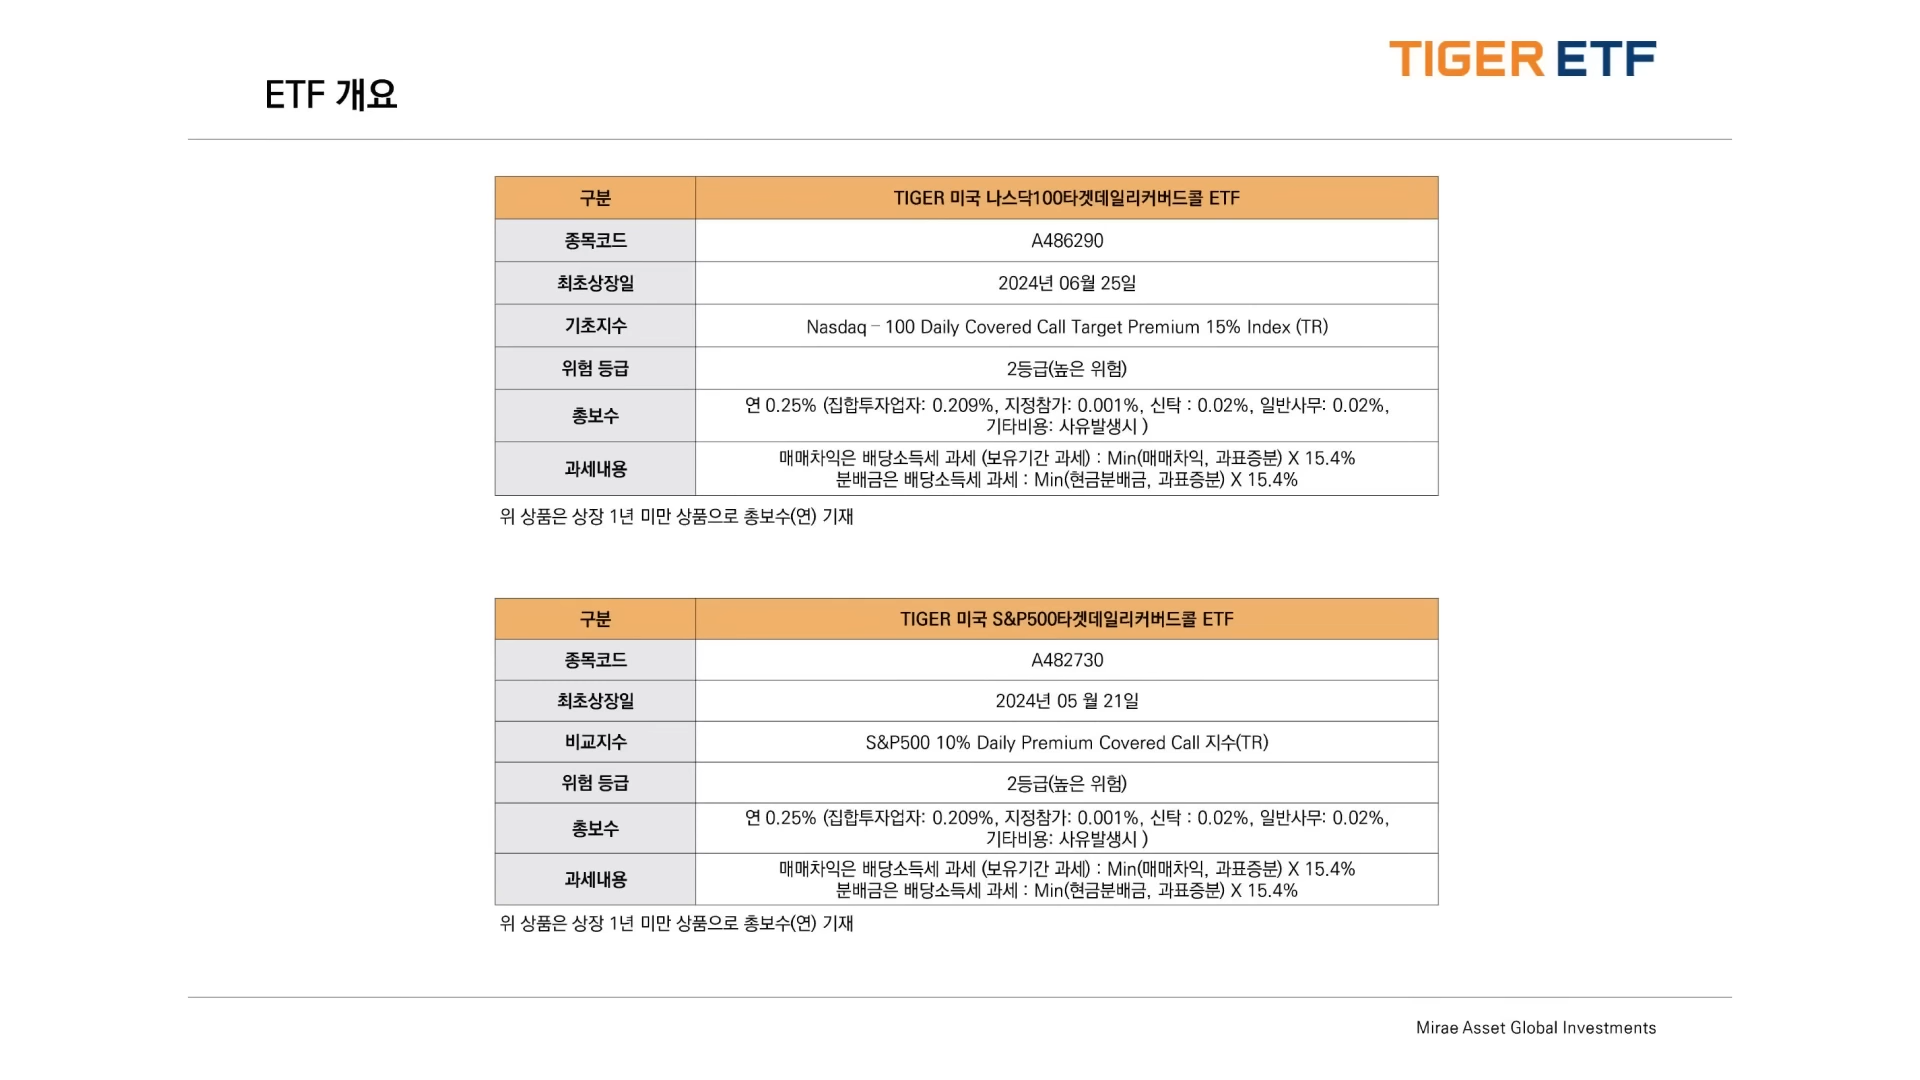 TIGER ETF
ETF 개요
구분 TIGER 미국 나스닥100타겟데일리커버드콜 ETF
종목코드 A486290
최초상장일 2024년 06월 25일
기초지수 Nasdaq – 100 Daily Covered Call Target Premium 15% Index (TR)
위험 등급 2등급(높은 위험)
총보수 연 0.25% (집합투자업자: 0.209%, 지정참가: 0.001%, 신탁 : 0.02%, 일반사무: 0.02%,
기타비용: 사유발생시 )
과세내용 매매차익은 배당소득세 과세 (보유기간 과세) : Min(매매차익, 과표증분) X 15.4%
분배금은 배당소득세 과세 : Min(현금분배금, 과표증분) X 15.4%
위 상품은 상장 1년 미만 상품으로 총보수(연) 기재
구분 TIGER 미국 S&P500타겟데일리커버드콜 ETF
종목코드 A482730
최초상장일 2024년 05 월 21일
비교지수 S&P500 10% Daily Premium Covered Call 지수(TR)
위험 등급 2등급(높은 위험)
총보수 연 0.25% (집합투자업자: 0.209%, 지정참가: 0.001%, 신탁 : 0.02%, 일반사무: 0.02%,
기타비용: 사유발생시 )
과세내용 매매차익은 배당소득세 과세 (보유기간 과세) : Min(매매차익, 과표증분) X 15.4%
분배금은 배당소득세 과세 : Min(현금분배금, 과표증분) X 15.4%
위 상품은 상장 1년 미만 상품으로 총보수(연) 기재
Mirae Asset Global Investments